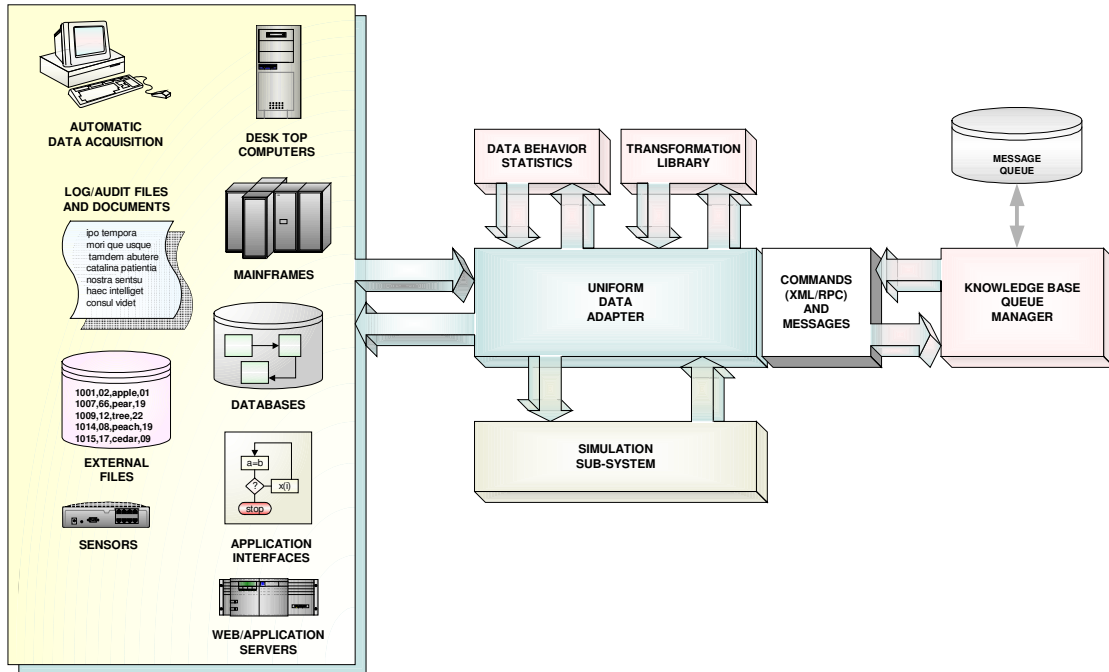 AUTOMATIC
DATA ACQUISITION
DESK TOP
COMPUTERS
LOG/AUDIT FILES
AND DOCUMENTS
ipo tempora
mori que usque
tamdem abutere
catalina patientia
nostra sentsu
haec intelliget
consul videt
MAINFRAMES
DATABASES
1001,02,apple,01
1007,66,pear,19
1009,12,tree,22
1014,08,peach,19
1015,17,cedar,09
EXTERNAL
FILES
a=b
?
x(i)
stop
SENSORS
APPLICATION
INTERFACES
WEB/APPLICATION
SERVERS
DATA BEHAVIOR
STATISTICS
TRANSFORMATION
LIBRARY
UNIFORM
DATA
ADAPTER
SIMULATION
SUB-SYSTEM
COMMANDS
(XML/RPC)
AND
MESSAGES
MESSAGE
QUEUE
KNOWLEDGE BASE
QUEUE
MANAGER